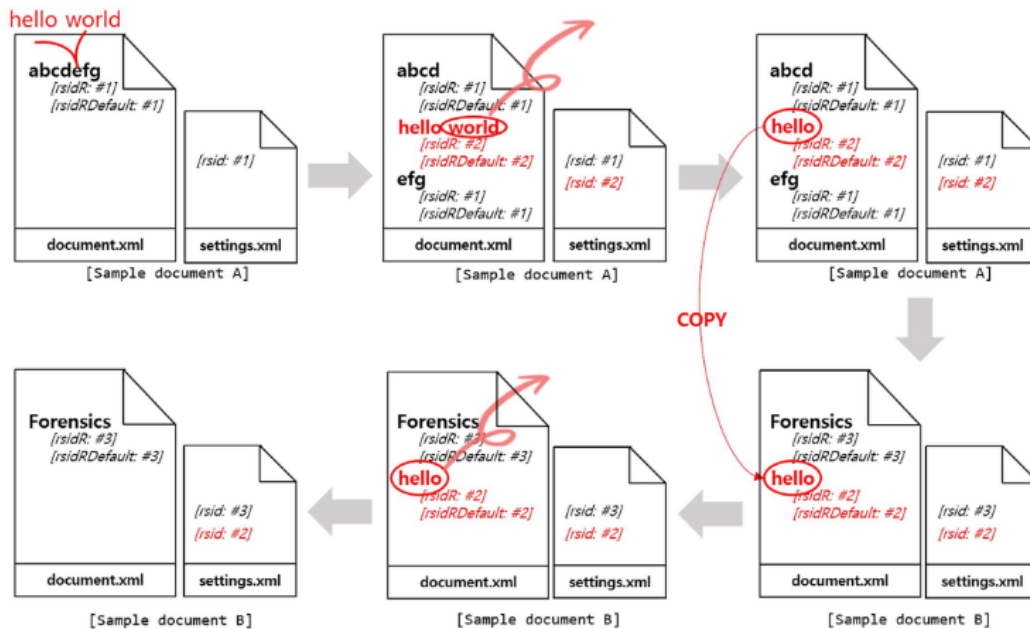 hello world
abcdefg
[rsidR: #1]
[rsidRDefault: #1]
[rsid: #1]
document.xml
settings.xml
[Sample document A]
abcd
[rsidR: #1]
[rsidRDefault: #1]
hello world
[rsidR: #2]
[rsidRDefault: #2]
efg
[rsidR: #1]
[rsidRDefault: #1]
[rsid: #1]
[rsid: #2]
document.xml
settings.xml
[Sample document A]
abcd
[rsidR: #1]
[rsidRDefault: #1]
hello
[rsidR: #2]
[rsidRDefault: #2]
efg
[rsidR: #1]
[rsidRDefault: #1]
[rsid: #1]
[rsid: #2]
document.xml
settings.xml
[Sample document A]
COPY
Forensics
[rsidR: #3]
[rsidRDefault: #3]
[rsid: #3]
[rsid: #2]
document.xml
settings.xml
[Sample document B]
Forensics
[rsidR: #3]
[rsidRDefault: #3]
hello
[rsidR: #2]
[rsidRDefault: #2]
[rsid: #3]
[rsid: #2]
document.xml
settings.xml
[Sample document B]
Forensics
[rsidR: #3]
[rsidRDefault: #3]
hello
[rsidR: #2]
[rsidRDefault: #2]
[rsid: #3]
[rsid: #2]
document.xml
settings.xml
[Sample document B]